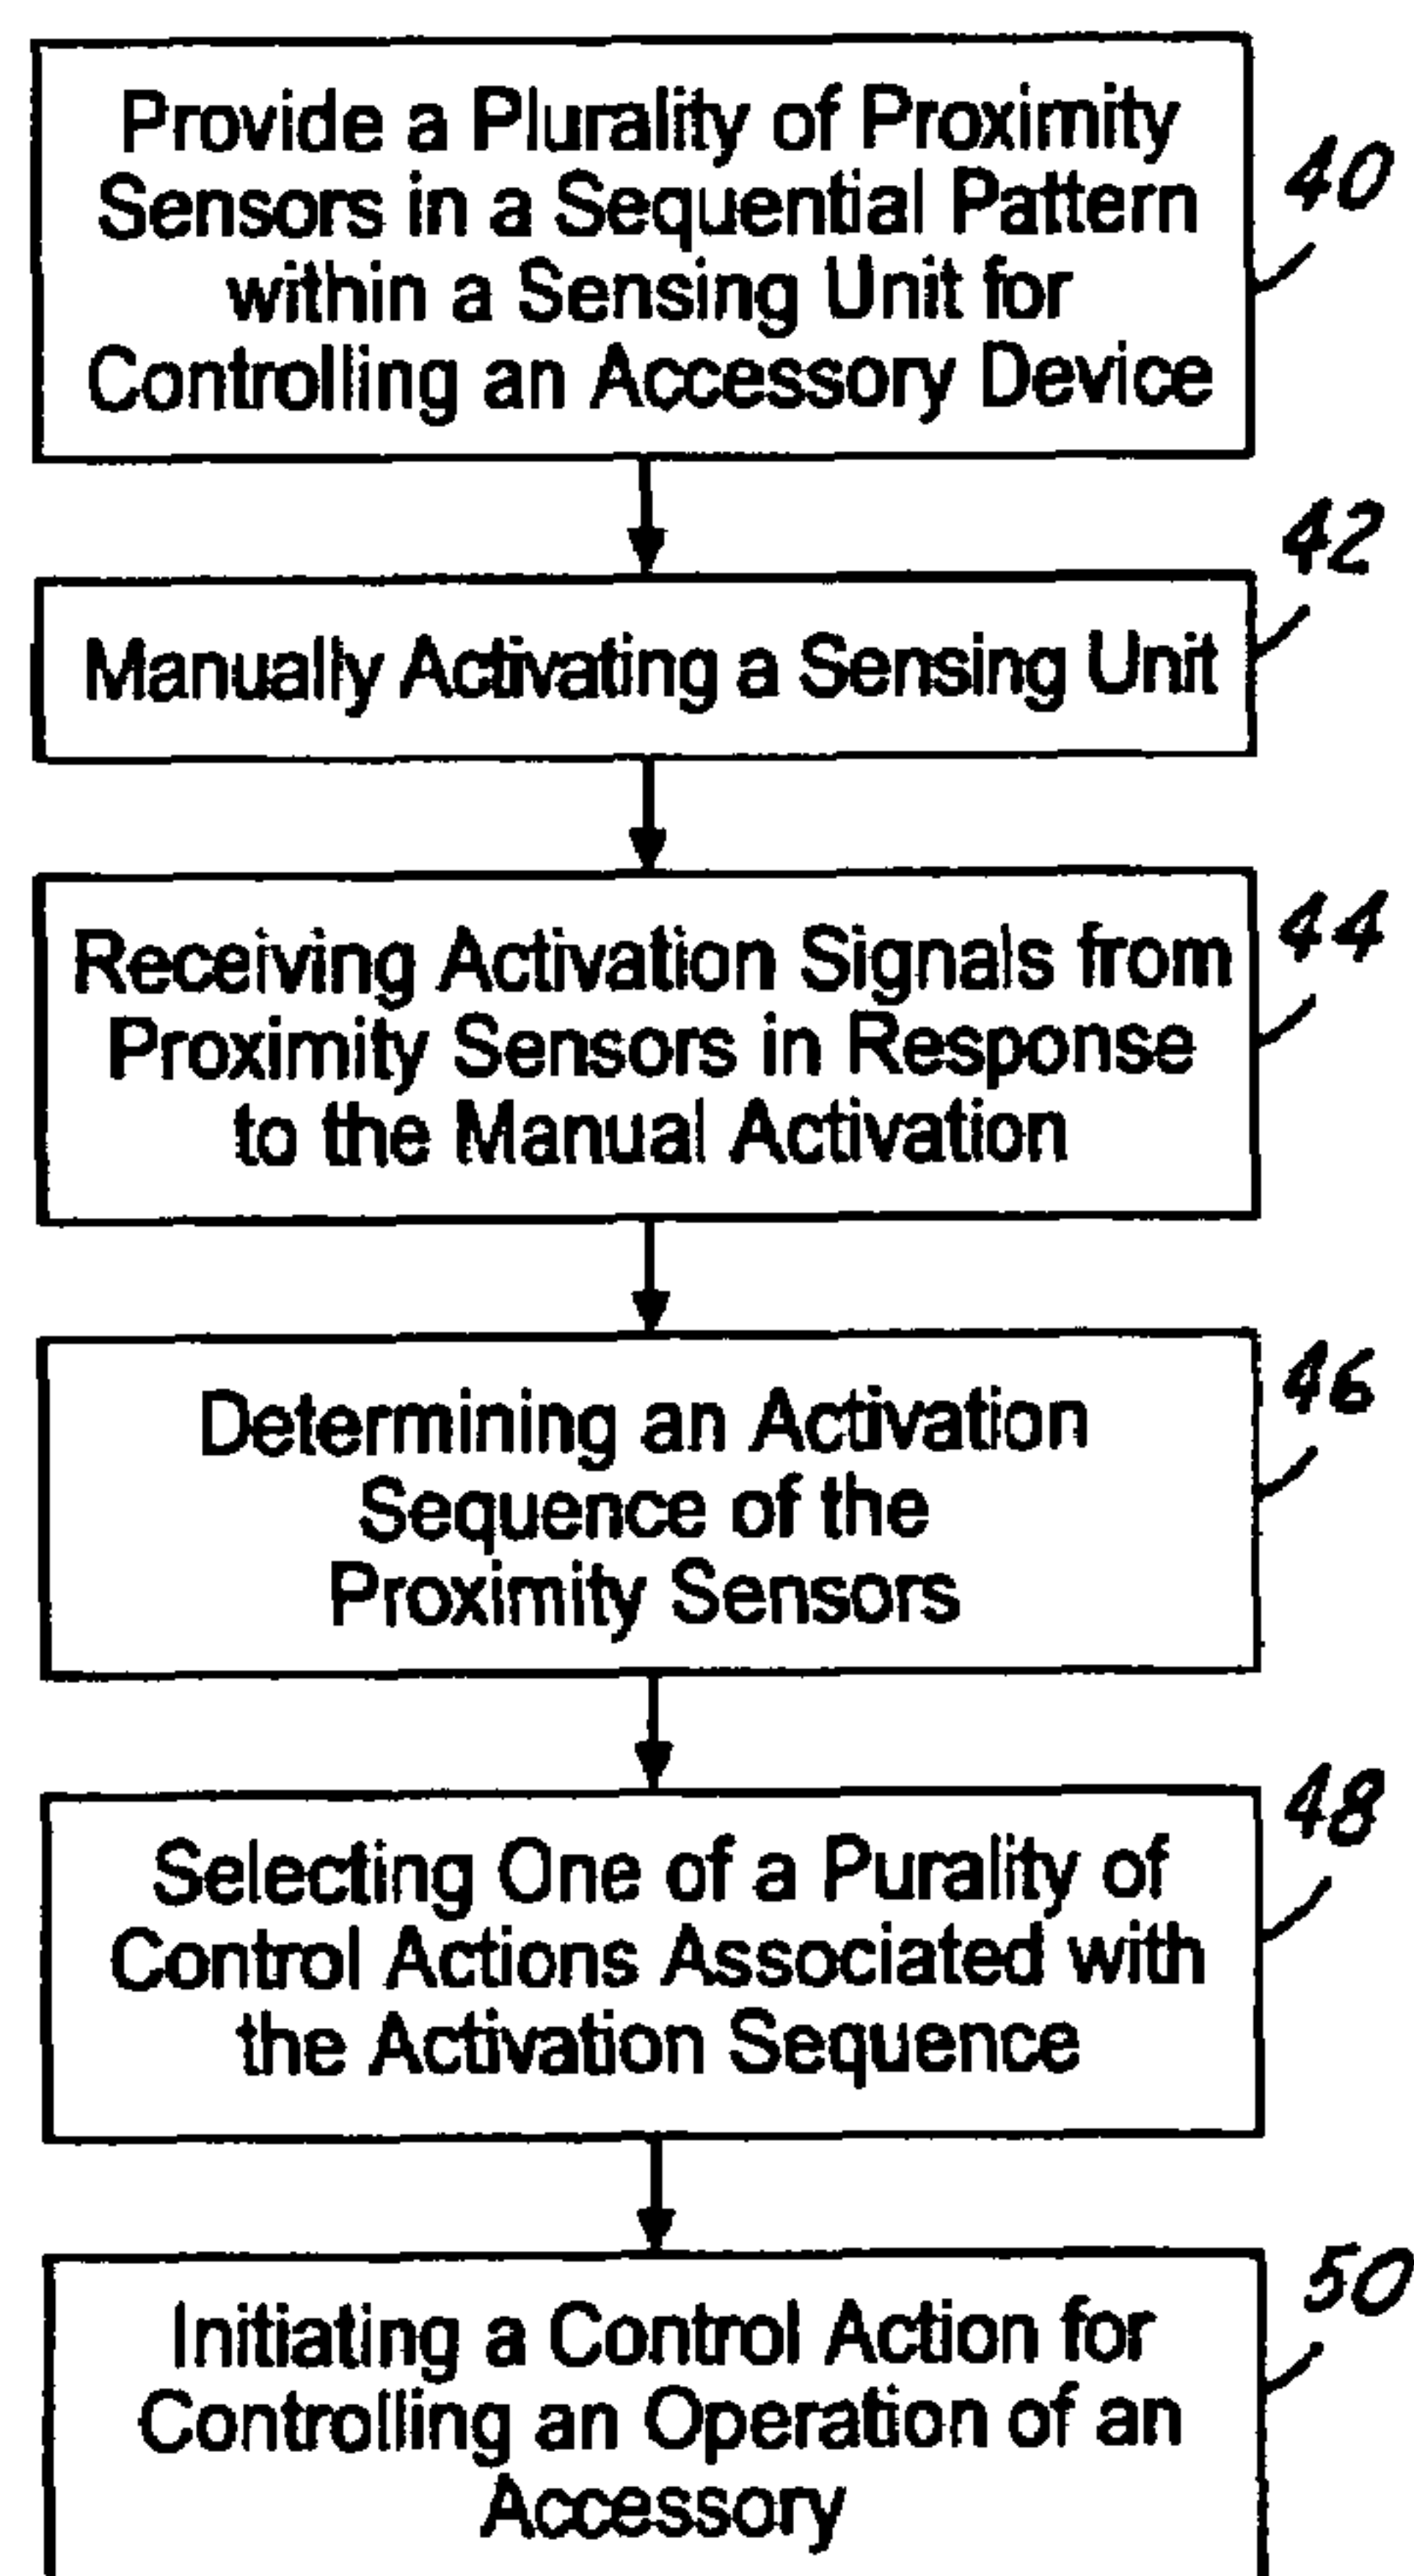 Provide a Plurality of Proximity
Sensors in a Sequential Pattern
within a Sensing Unit for
Controlling an Accessory Device
40
Manually Activating a Sensing Unit
42
Receiving Activation Signals from
Proximity Sensors in Response
to the Manual Activation
44
Determining an Activation
Sequence of the
Proximity Sensors
46
Selecting One of a Purality of
Control Actions Associated with
the Activation Sequence
48
Initiating a Control Action for
Controlling an Operation of an
Accessory
50